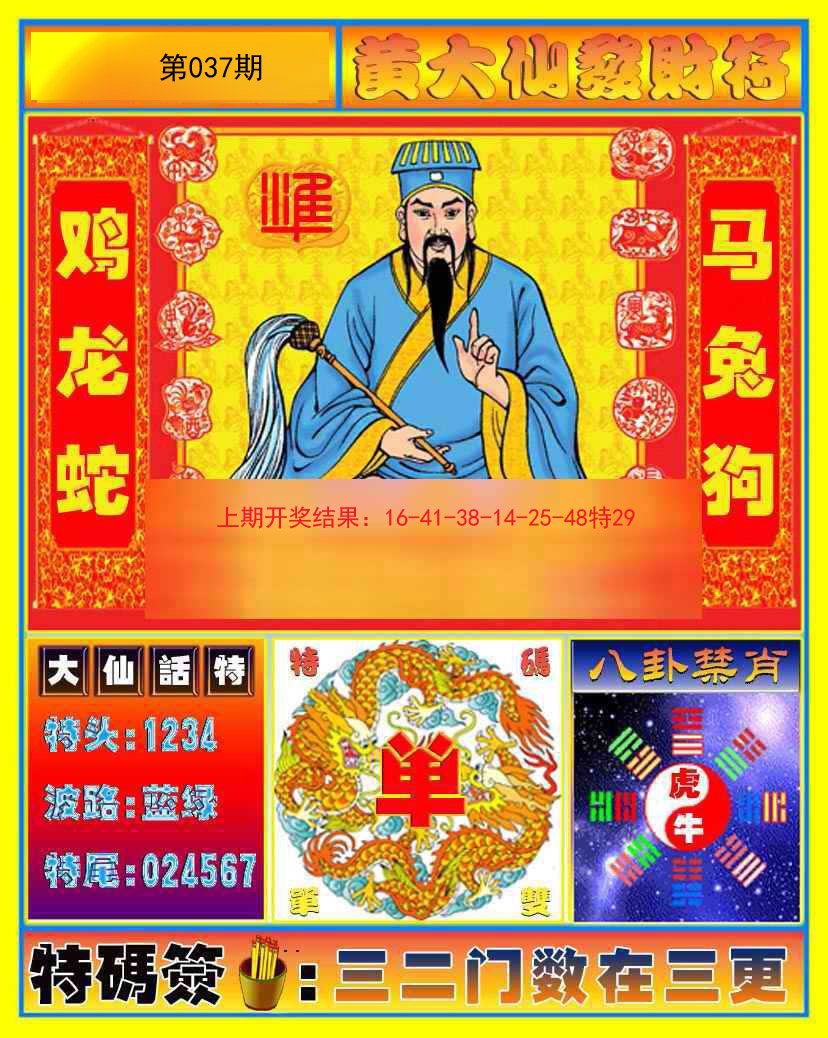 第037期
黄大仙發財符
鸡龙蛇
马兔狗
上期开奖结果：16-41-38-14-25-48特29
大仙話特
特头:1234
波路:蓝绿
特尾:024567
特碼
单
單雙
八卦禁肖
虎
牛
特碼簽:三二门数在三更